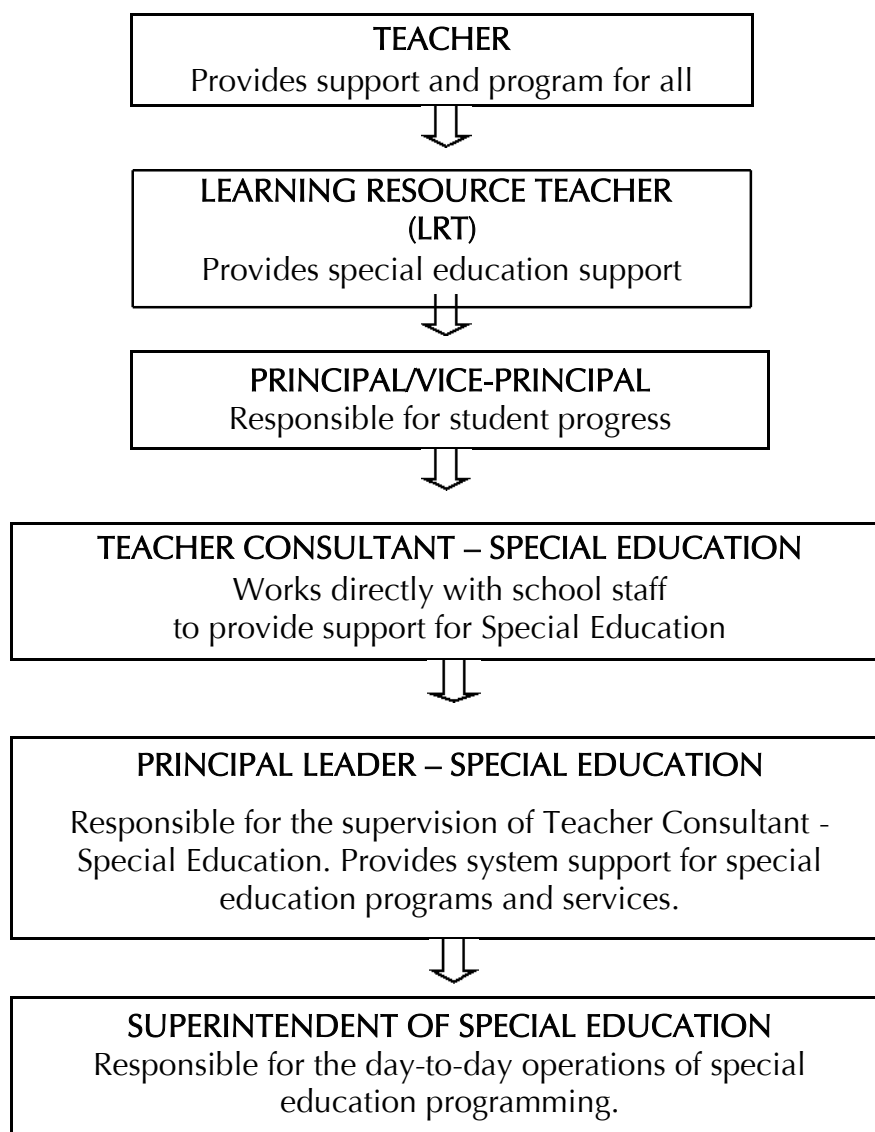 TEACHER
Provides support and program for all
LEARNING RESOURCE TEACHER
(LRT)
Provides special education support
PRINCIPAL/VICE-PRINCIPAL
Responsible for student progress
TEACHER CONSULTANT – SPECIAL EDUCATION
Works directly with school staff
to provide support for Special Education
PRINCIPAL LEADER – SPECIAL EDUCATION
Responsible for the supervision of Teacher Consultant -
Special Education. Provides system support for special
education programs and services.
SUPERINTENDENT OF SPECIAL EDUCATION
Responsible for the day-to-day operations of special
education programming.